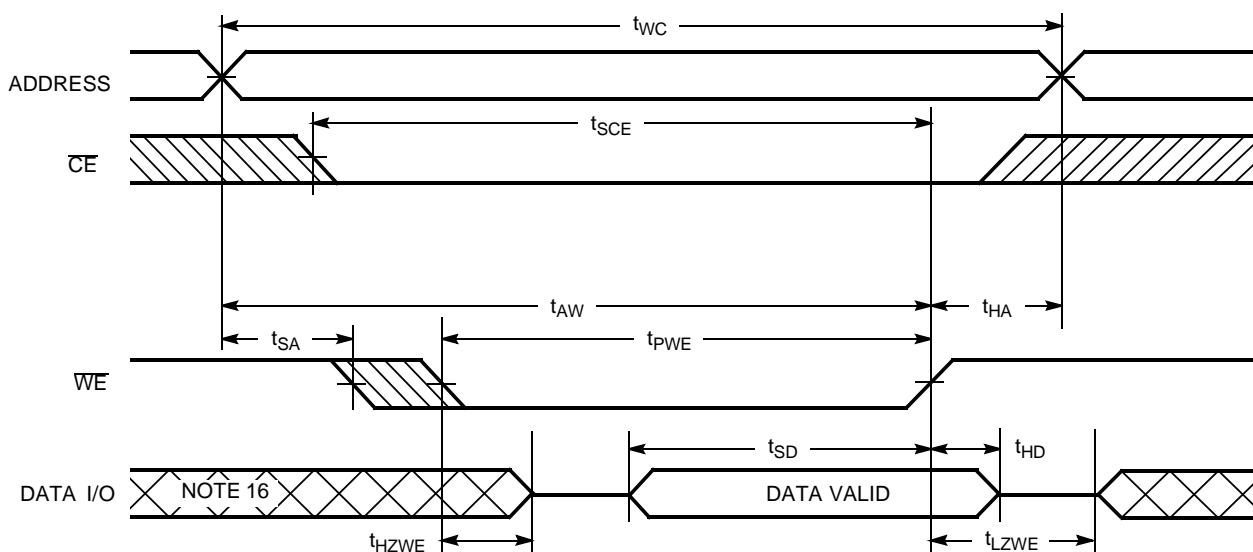 tWC
ADDRESS
tSCE
CE
tAW
tHA
tSA
tPWE
WE
tSD
tHD
DATA I/O
NOTE 16
DATA VALID
tHZWE
tLZWE